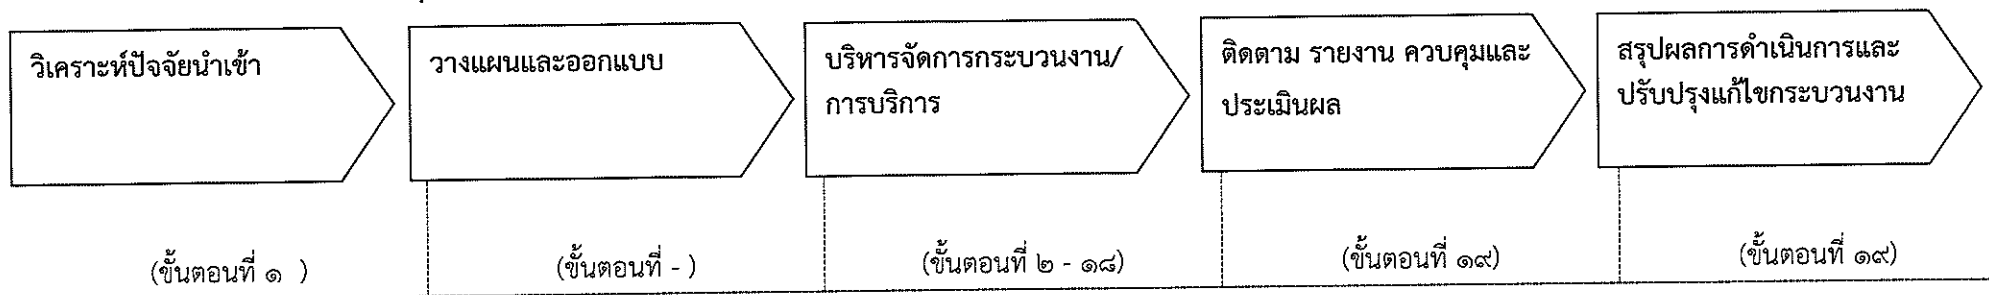 วิเคราะห์ปัจจัยนำเข้า
วางแผนและออกแบบ
บริหารจัดการกระบวนงาน/
การบริการ
ติดตาม รายงาน ควบคุมและ
ประเมินผล
สรุปผลการดำเนินการและ
ปรับปรุงแก้ไขกระบวนงาน
(ขั้นตอนที่ ๑ )
(ขั้นตอนที่ - )
(ขั้นตอนที่ ๒ - ๑๘)
(ขั้นตอนที่ ๑๙)
(ขั้นตอนที่ ๑๙)